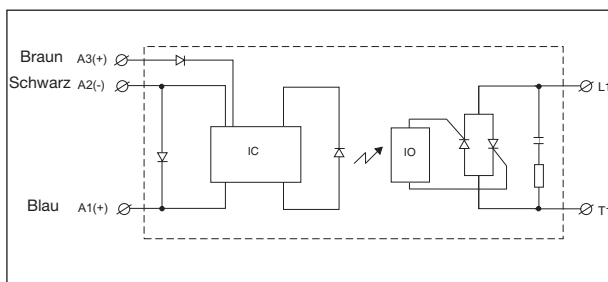 Braun A3(+)
Schwarz A2(-)
L1
IC
IO
Blau A1(+)
T1